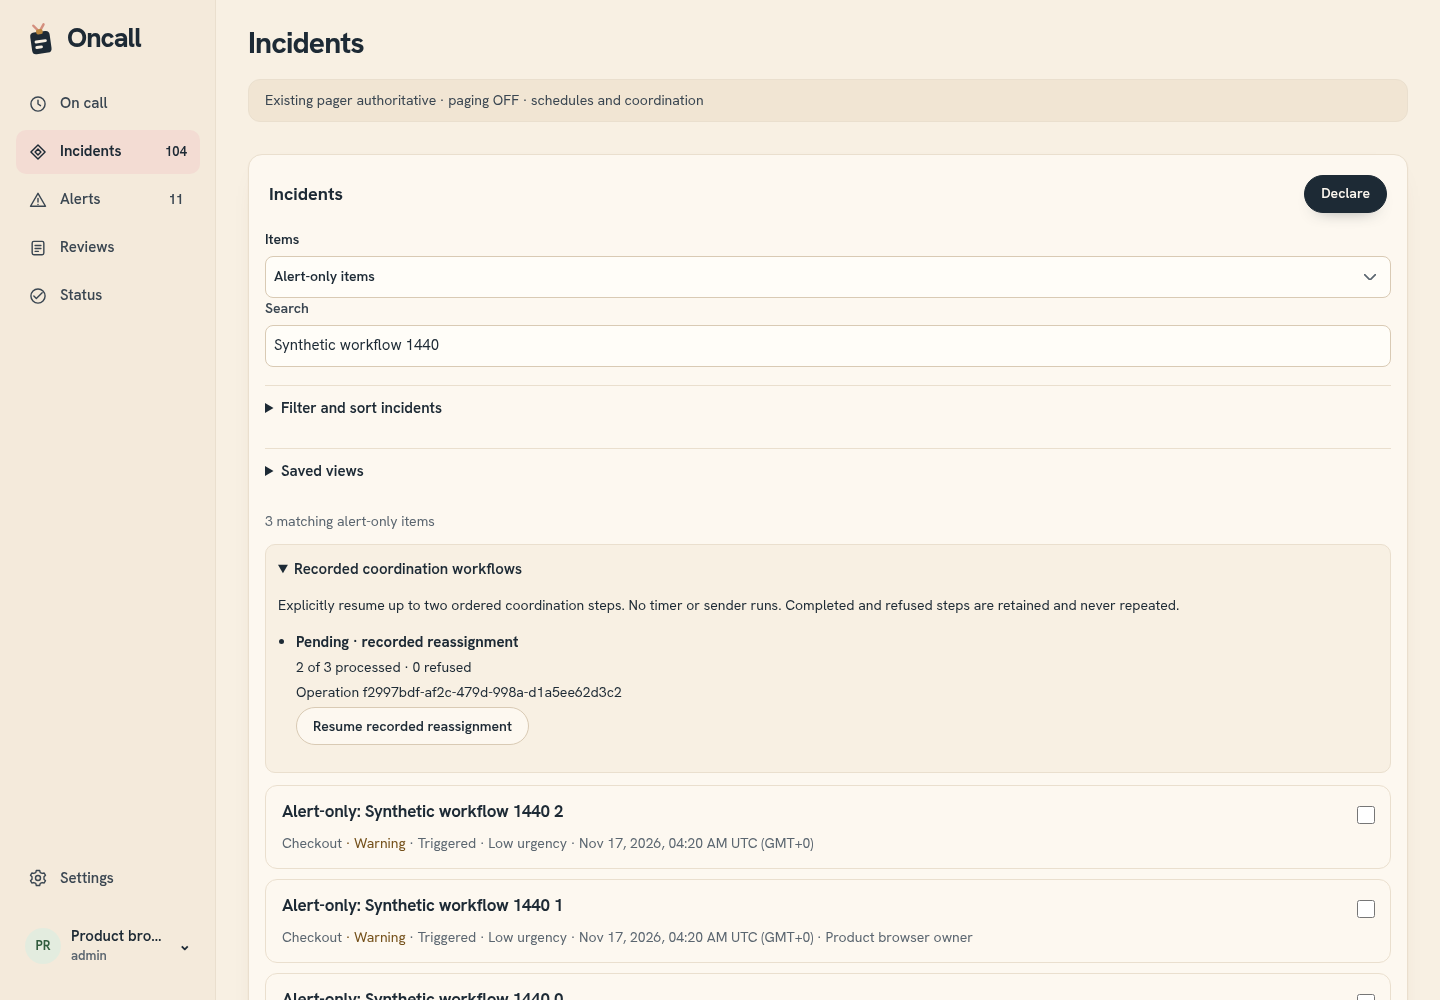 Oncall
On call
Incidents 104
Alerts 11
Reviews
Status
Settings
PR
Product bro...
admin
Incidents
Existing pager authoritative · paging OFF · schedules and coordination
Incidents
Declare
Items
Alert-only items
Search
Synthetic workflow 1440
Filter and sort incidents
Saved views
3 matching alert-only items
Recorded coordination workflows
Explicitly resume up to two ordered coordination steps. No timer or sender runs. Completed and refused steps are retained and never repeated.
Pending · recorded reassignment
2 of 3 processed · 0 refused
Operation f2997bdf-af2c-479d-998a-d1a5ee62d3c2
Resume recorded reassignment
Alert-only: Synthetic workflow 1440 2
Checkout · Warning · Triggered · Low urgency · Nov 17, 2026, 04:20 AM UTC (GMT+0)
Alert-only: Synthetic workflow 1440 1
Checkout · Warning · Triggered · Low urgency · Nov 17, 2026, 04:20 AM UTC (GMT+0) · Product browser owner
Alert-only: Synthetic workflow 1440 0